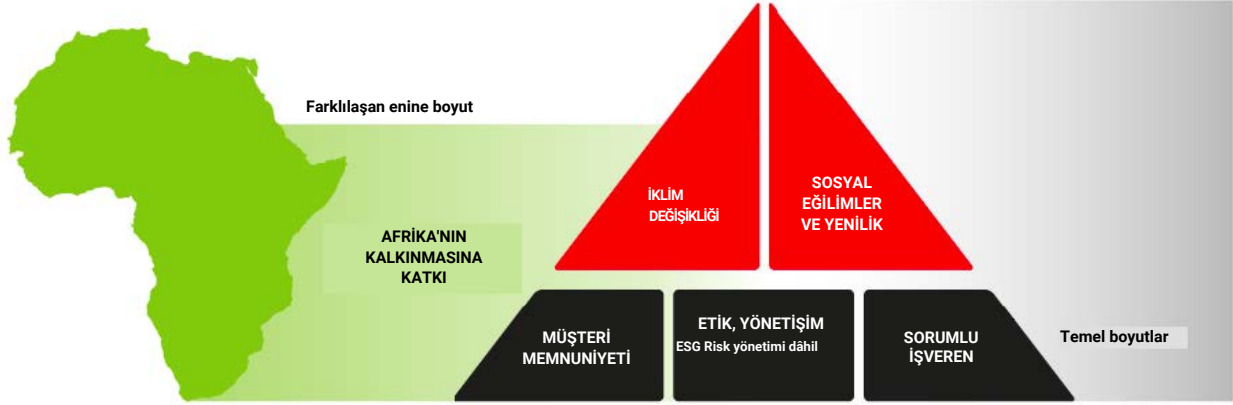 Farklılaşan enine boyut
AFRİKA'NIN
KALKINMASINA
KATKI
İKLİM
DEĞİŞİKLİĞİ
SOSYAL
EĞİLİMLER
VE YENİLİK
MÜŞTERİ
MEMNUNİYETİ
ETİK, YÖNETİŞİM
ESG Risk yönetimi dâhil
SORUMLU
İŞVEREN
Temel boyutlar